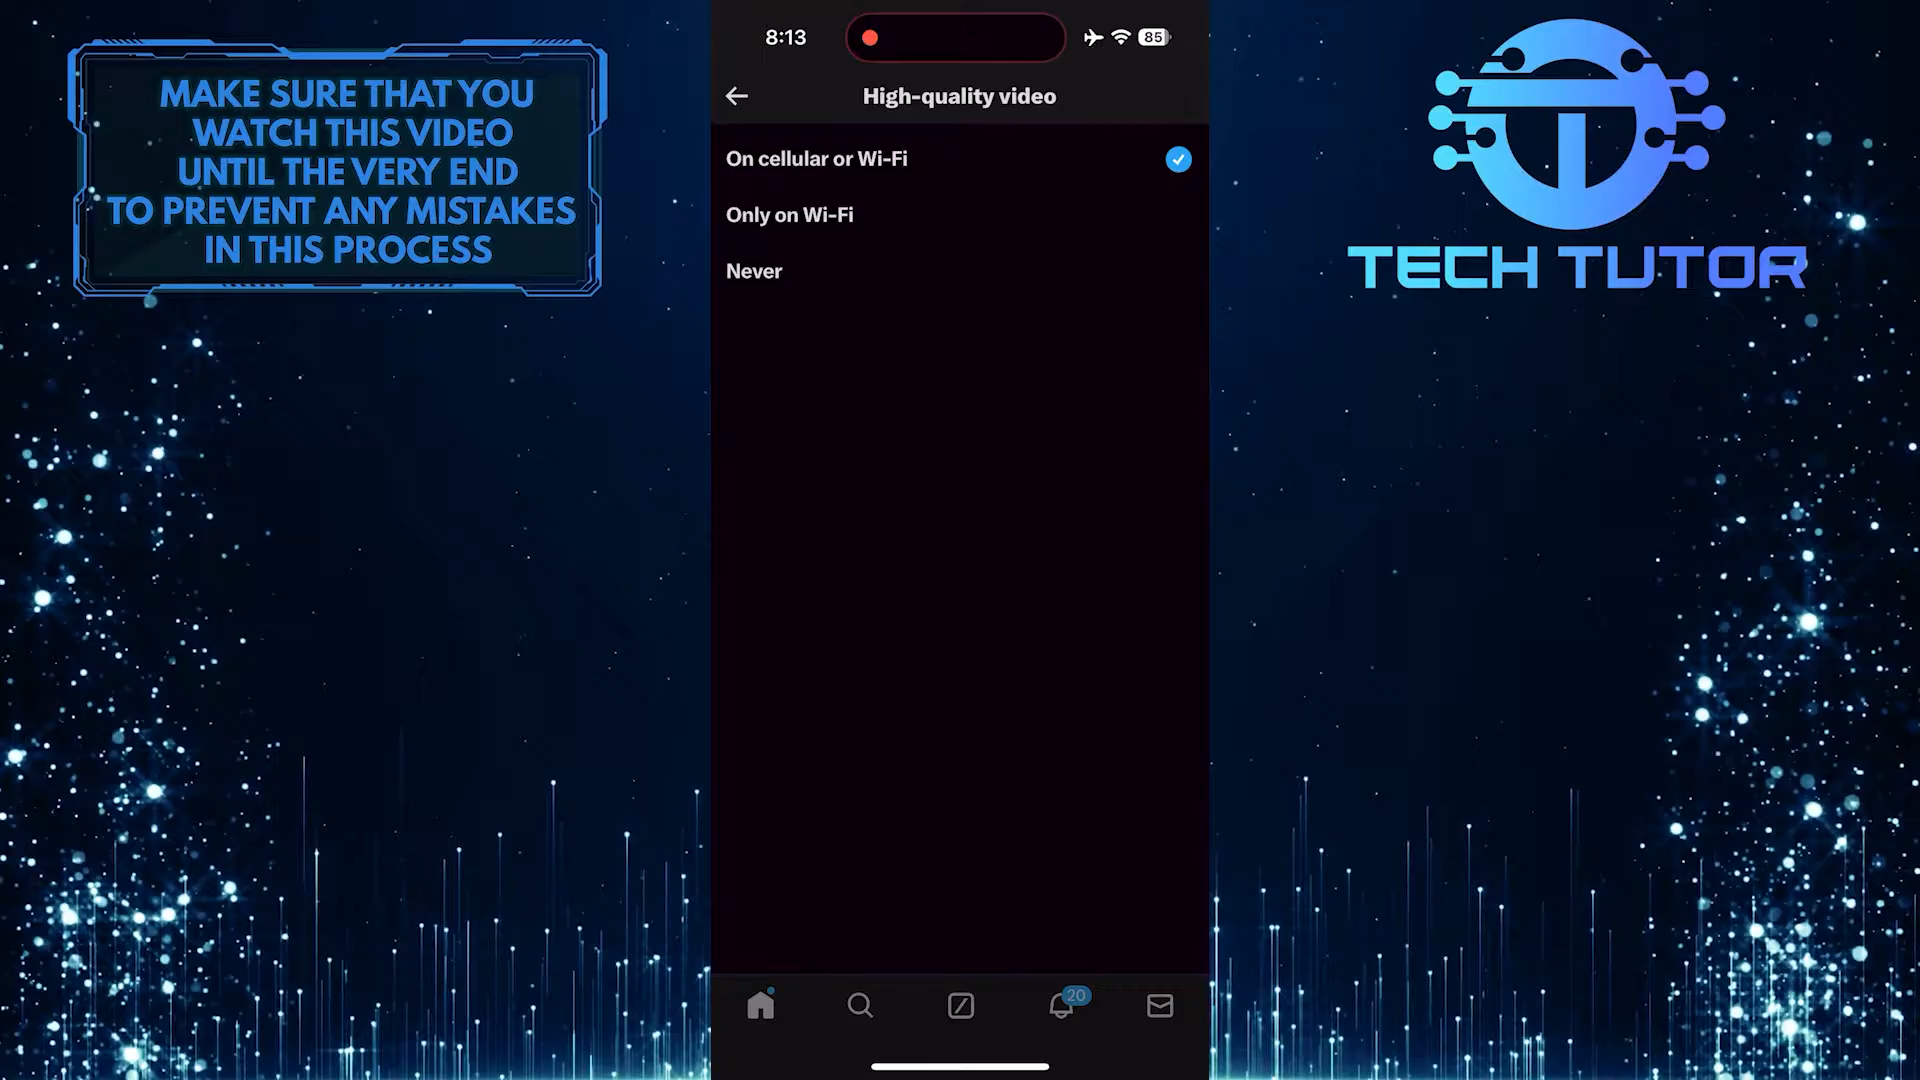 MAKE SURE THAT YOU
WATCH THIS VIDEO
UNTIL THE VERY END
TO PREVENT ANY MISTAKES
IN THIS PROCESS
8:13
85
High-quality video
On cellular or Wi-Fi
Only on Wi-Fi
Never
20
TECH TUTOR